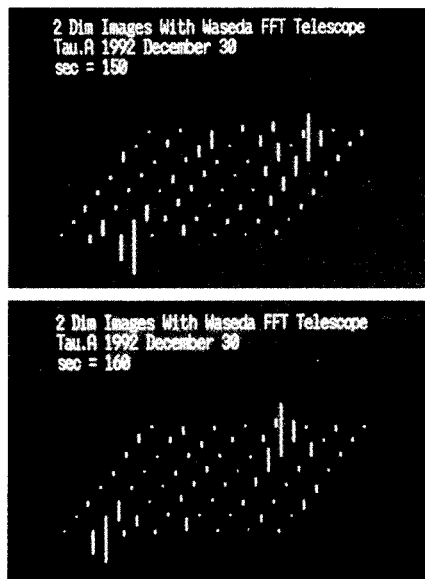 2 Dim Images With Waseda FFT Telescope
Tau.A 1992 December 30
sec = 150
2 Dim Images With Waseda FFT Telescope
Tau.A 1992 December 30
sec = 160